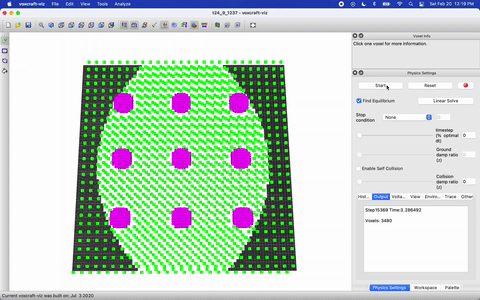 voxcraft-viz File Edit View Tools Analyze
Sat Feb 20 12:19 PM
124_9_1237 - voxcraft-viz
Voxel Info
Click one voxel for more information.
Physics Settings
Start
Reset
Find Equilibrium
Linear Solve
Stop condition
None
0
timestep (% optimal dt)
0
Ground damp ratio (z)
0
Enable Self Collision
Collision damp ratio (z)
0
Hist...
Output
Volta...
View
Enviro...
Trace
Other
Step:15369 Time:3.286492
Voxels: 3480
Current voxcraft-viz was built on: Jul 3 2020
Physics Settings
Workspace
Palette